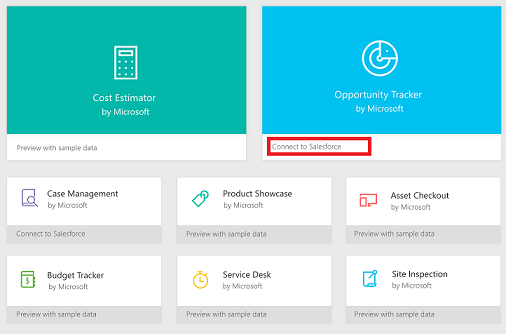 Cost Estimator
by Microsoft
Preview with sample data
Opportunity Tracker
by Microsoft
Connect to Salesforce
Case Management
by Microsoft
Connect to Salesforce
Product Showcase
by Microsoft
Preview with sample data
Asset Checkout
by Microsoft
Preview with sample data
Budget Tracker
by Microsoft
Preview with sample data
Service Desk
by Microsoft
Preview with sample data
Site Inspection
by Microsoft
Preview with sample data